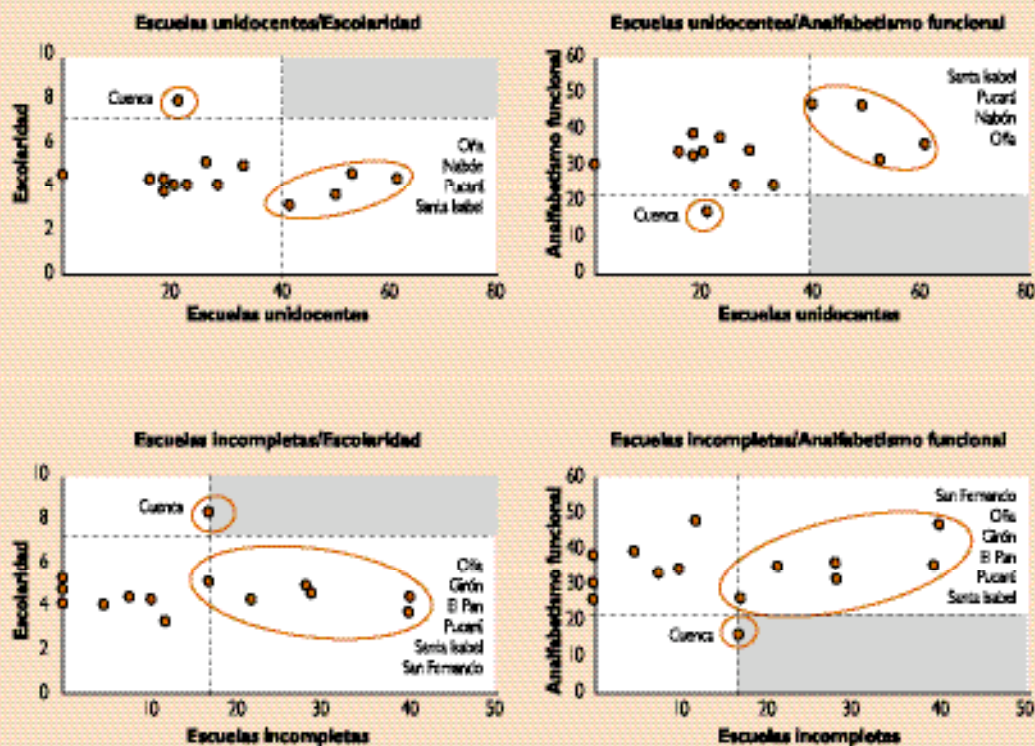 Escuelas unidocentes/Escolaridad
Escolaridad
10
8
6
4
2
0
Cuenca
Oña
Nabón
Pucará
Santa Isabel
20
40
60
80
Escuelas unidocentes
Escuelas unidocentes/Analfabetismo funcional
Analfabetismo funcional
60
50
40
30
20
10
0
Santa Isabel
Pucará
Nabón
Oña
Cuenca
20
40
60
80
Escuelas unidocentes
Escuelas incompletas/Escolaridad
Escolaridad
10
8
6
4
2
0
Cuenca
Oña
Girón
El Pan
Pucará
Santa Isabel
San Fernando
10
20
30
40
50
Escuelas incompletas
Escuelas incompletas/Analfabetismo funcional
Analfabetismo funcional
60
50
40
30
20
10
0
San Fernando
Oña
Girón
El Pan
Pucará
Santa Isabel
Cuenca
10
20
30
40
50
Escuelas incompletas